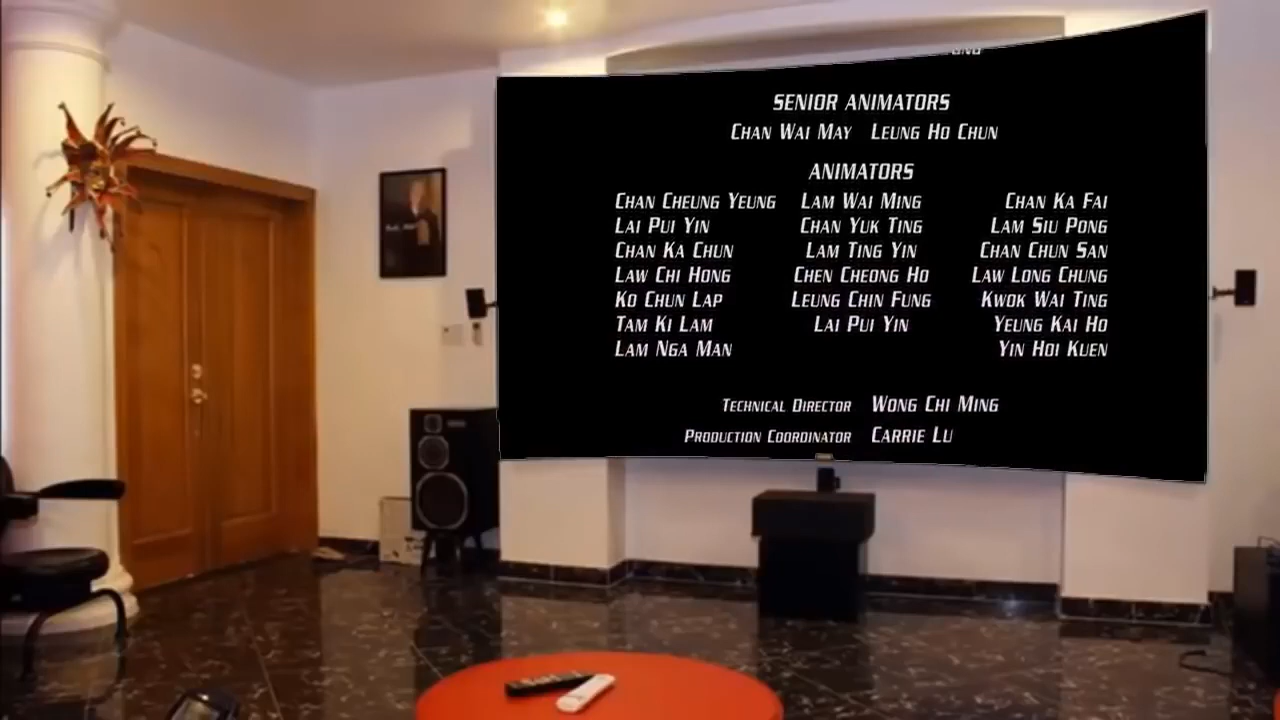 SENIOR ANIMATORS
CHAN WAI MAY LEUNG HO CHUN
ANIMATORS
CHAN CHEUNG YEUNG LAM WAI MING CHAN KA FAI
LAI PUI YIN CHAN YUK TING LAM SIU PONG
CHAN KA CHUN LAM TING YIN CHAN CHUN SAN
LAW CHI HONG CHEN CHEONG HO LAW LONG CHUNG
KO CHUN LAP LEUNG CHIN FUNG KWOK WAI TING
TAM KI LAM LAI PUI YIN YEUNG KAI HO
LAM NGA MAN YIN HOI KUEN
TECHNICAL DIRECTOR WONG CHI MING
PRODUCTION COORDINATOR CARRIE LU